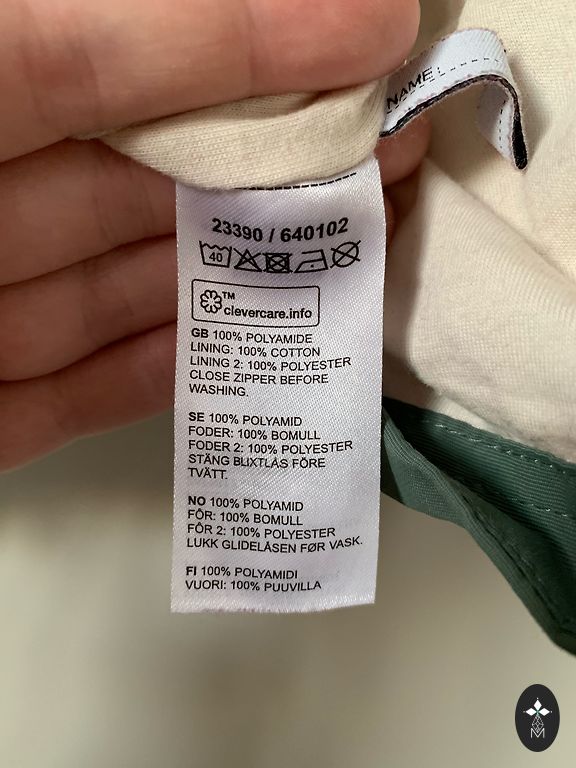 NAME:
23390 / 640102
40
TM
clevercare.info
GB 100% POLYAMIDE
LINING: 100% COTTON
LINING 2: 100% POLYESTER
CLOSE ZIPPER BEFORE
WASHING.
SE 100% POLYAMID
FODER: 100% BOMULL
FODER 2: 100% POLYESTER
STÄNG BLIXTLÅS FÖRE
TVÄTT.
NO 100% POLYAMID
FÔR: 100% BOMULL
FÔR 2: 100% POLYESTER
LUKK GLIDELÅSEN FØR VASK.
FI 100% POLYAMIDI
VUORI: 100% PUUVILLA
M